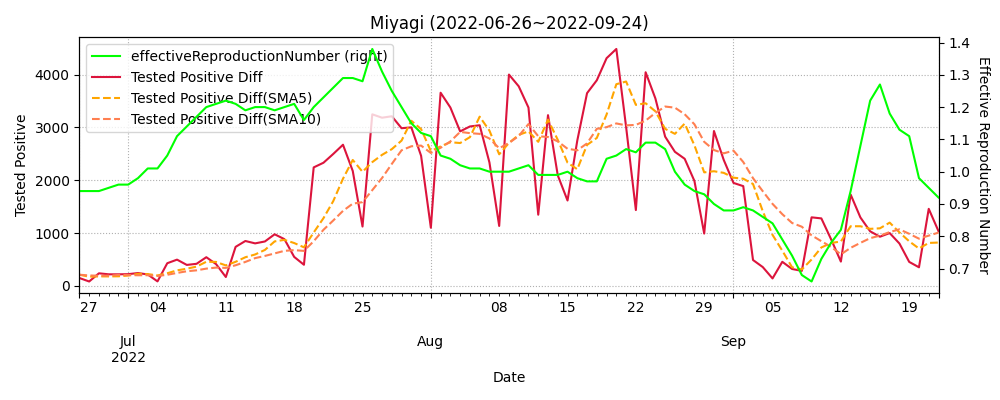 Miyagi (2022-06-26~2022-09-24)
effectiveReproductionNumber (right)
Tested Positive Diff
Tested Positive Diff(SMA5)
Tested Positive Diff(SMA10)
Tested Positive
4000
3000
2000
1000
0
1.4
1.3
1.2
1.1
1.0
0.9
0.8
0.7
Effective Reproduction Number
27 04 11 18 25 08 15 22 29 05 12 19
Jul Aug Sep
2022
Date